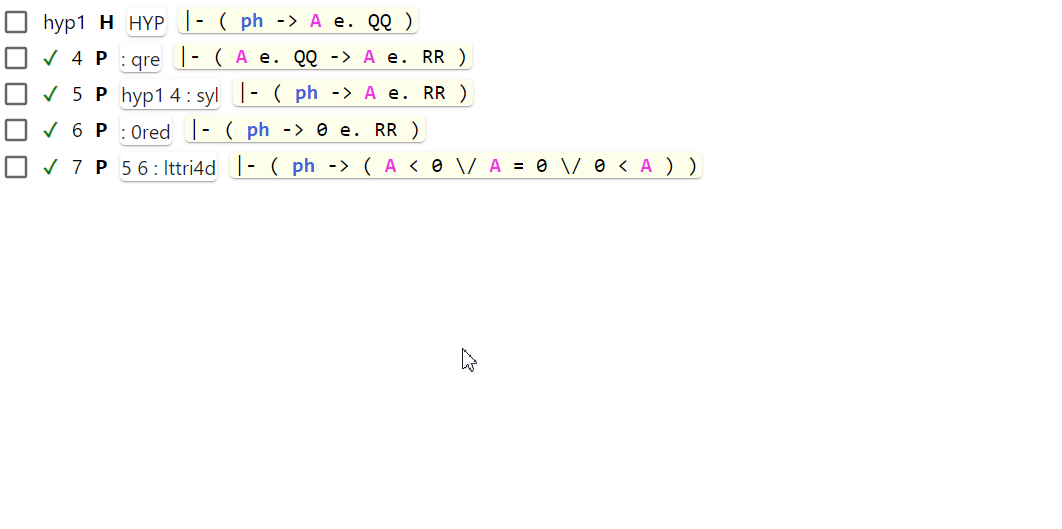 hyp1 H HYP |- ( ph -> A e. QQ )
✓ 4 P : qre |- ( A e. QQ -> A e. RR )
✓ 5 P hyp1 4 : syl |- ( ph -> A e. RR )
✓ 6 P : 0red |- ( ph -> 0 e. RR )
✓ 7 P 5 6 : lttri4d |- ( ph -> ( A < 0 \/ A = 0 \/ 0 < A ) )